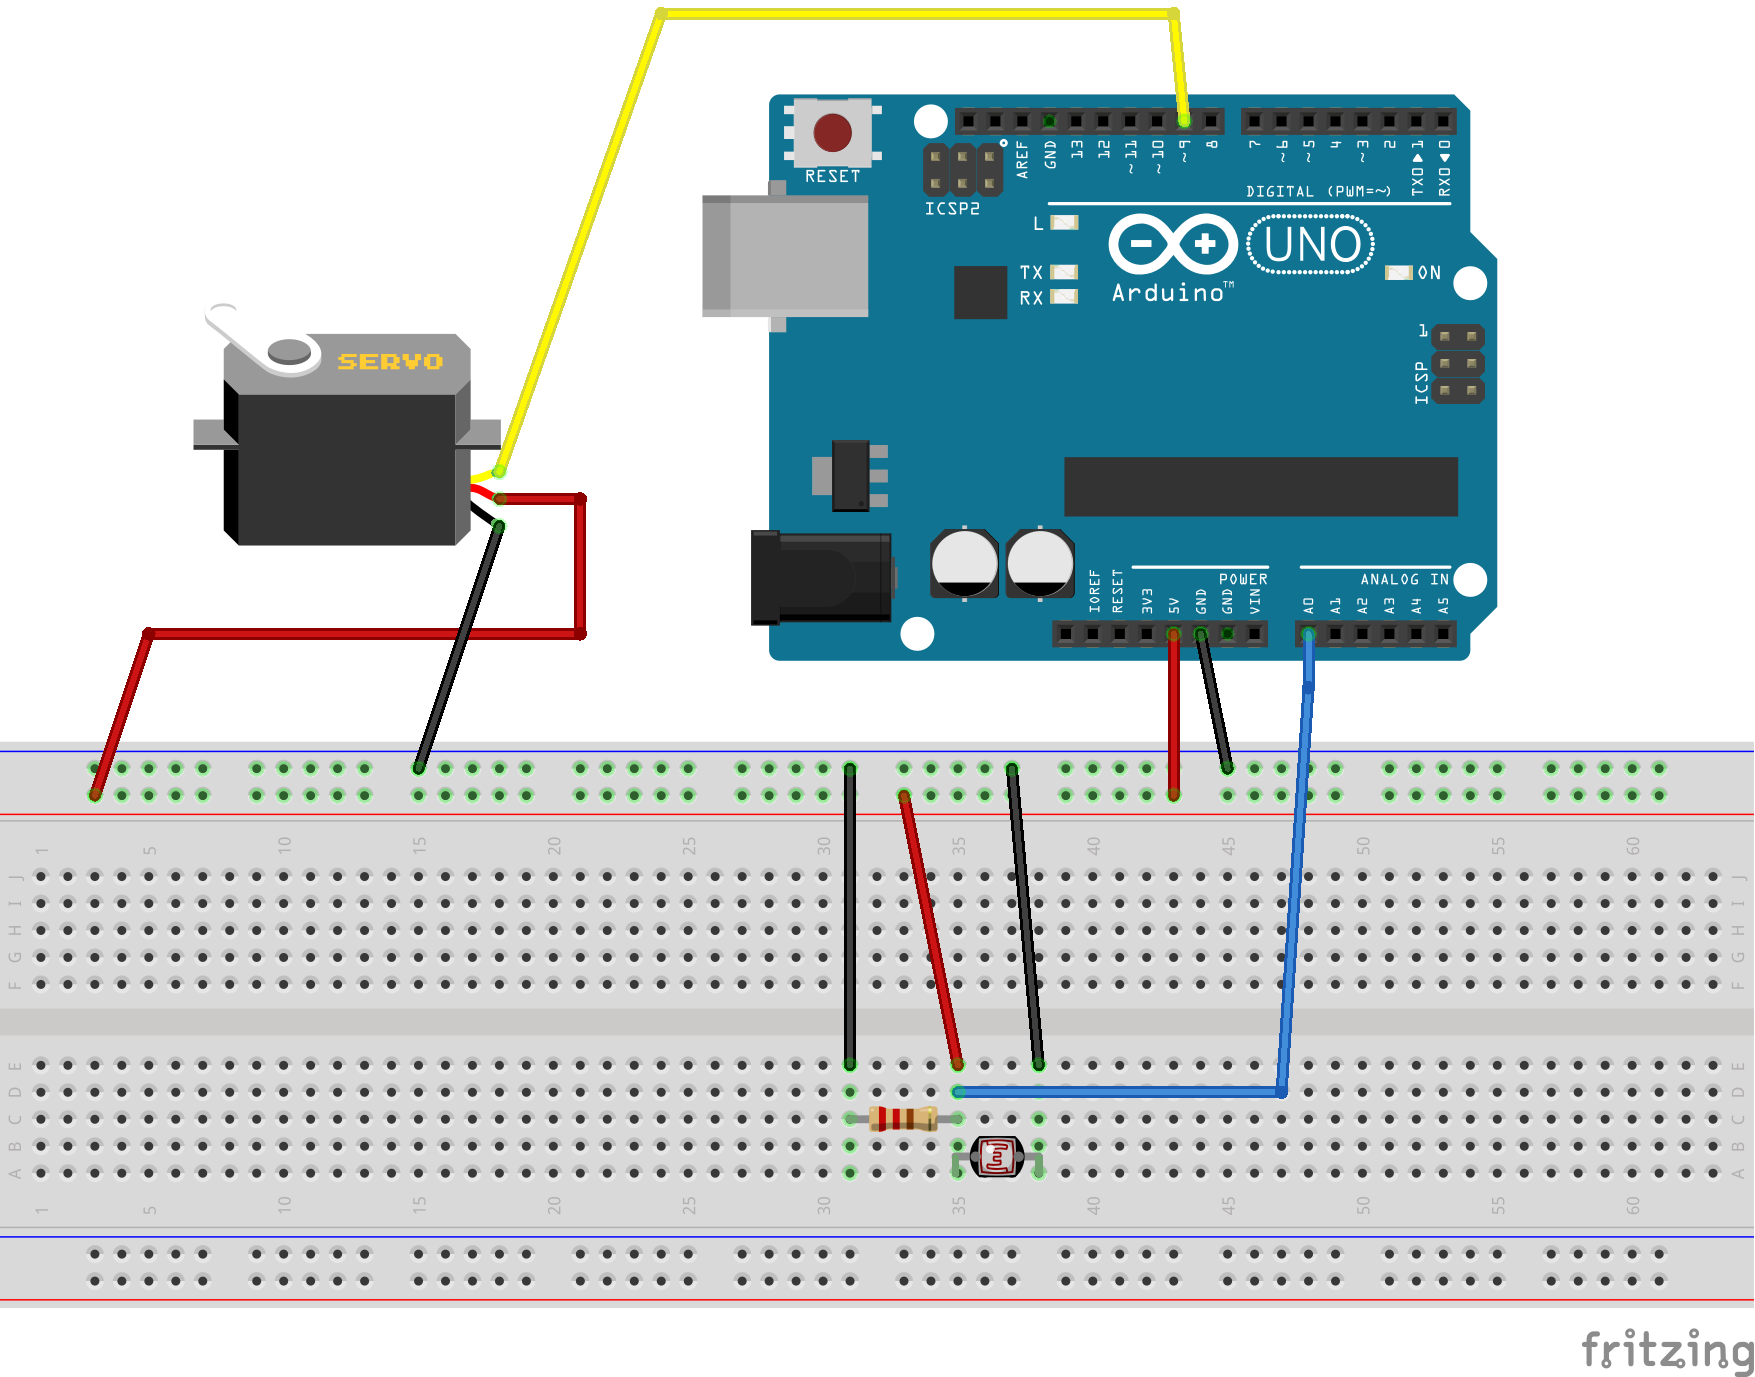 RESET
ICSP2
AREF
GND
13
12
~11
~10
~9
8
7
~6
~5
4
~3
2
TX0▶1
RX0◀0
DIGITAL (PWM=~)
L
TX
RX
UNO
ON
Arduino™
1
ICSP
SERVO
IOREF
RESET
3V3
5V
GND
GND
VIN
POWER
A0
A1
A2
A3
A4
A5
ANALOG IN
1 5 10 15 20 25 30 35 40 45 50 55 60
J J
I I
H H
G G
F F
E E
D D
C C
B B
A A
1 5 10 15 20 25 30 35 40 45 50 55 60
fritzing